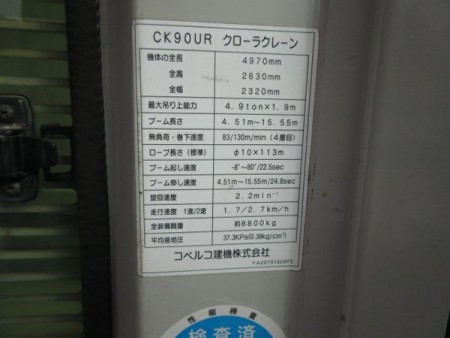 CK90UR クローラクレーン
機体の全長 4970mm
全高 2630mm
全幅 2320mm
最大吊り上能力 4.9ton×1.9m
ブーム長さ 4.51m～15.55m
無負荷・巻下速度 83/130m/min(4層目)
ロープ長さ(標準) φ10×113m
ブーム起し速度 -8°～80°/22.5sec
ブーム伸し速度 4.51m～15.55m/24.8sec
旋回速度 2.2min⁻¹
走行速度 1速/2速 1.7/2.7km/h
全装備質量 約8800kg
平均接地圧 37.3KPa(0.38kg/cm²)
コベルコ建機株式会社
性能検査
検査済